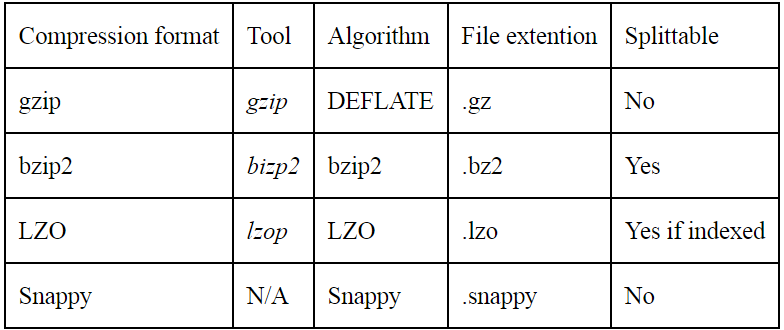 Compression format Tool Algorithm File extention Splittable
gzip gzip DEFLATE .gz No
bzip2 bizp2 bzip2 .bz2 Yes
LZO lzop LZO .lzo Yes if indexed
Snappy N/A Snappy .snappy No